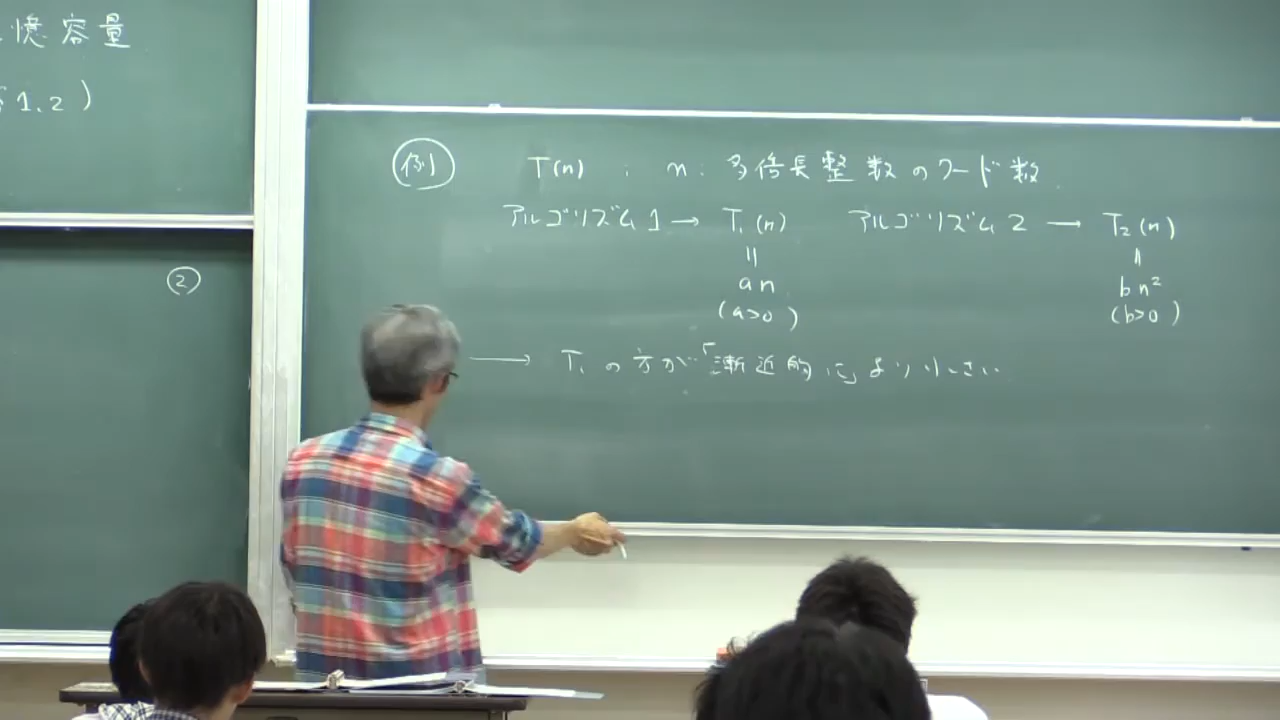 憶容量
1.2)
②
例1
T(n) : n: 多倍長整数のワード数.
アルゴリズム1 → T₁(n) アルゴリズム2 → T₂(n)
|| ||
an bn²
(a>0) (b>0)
→ T₁の方が「漸近的に」より小さい